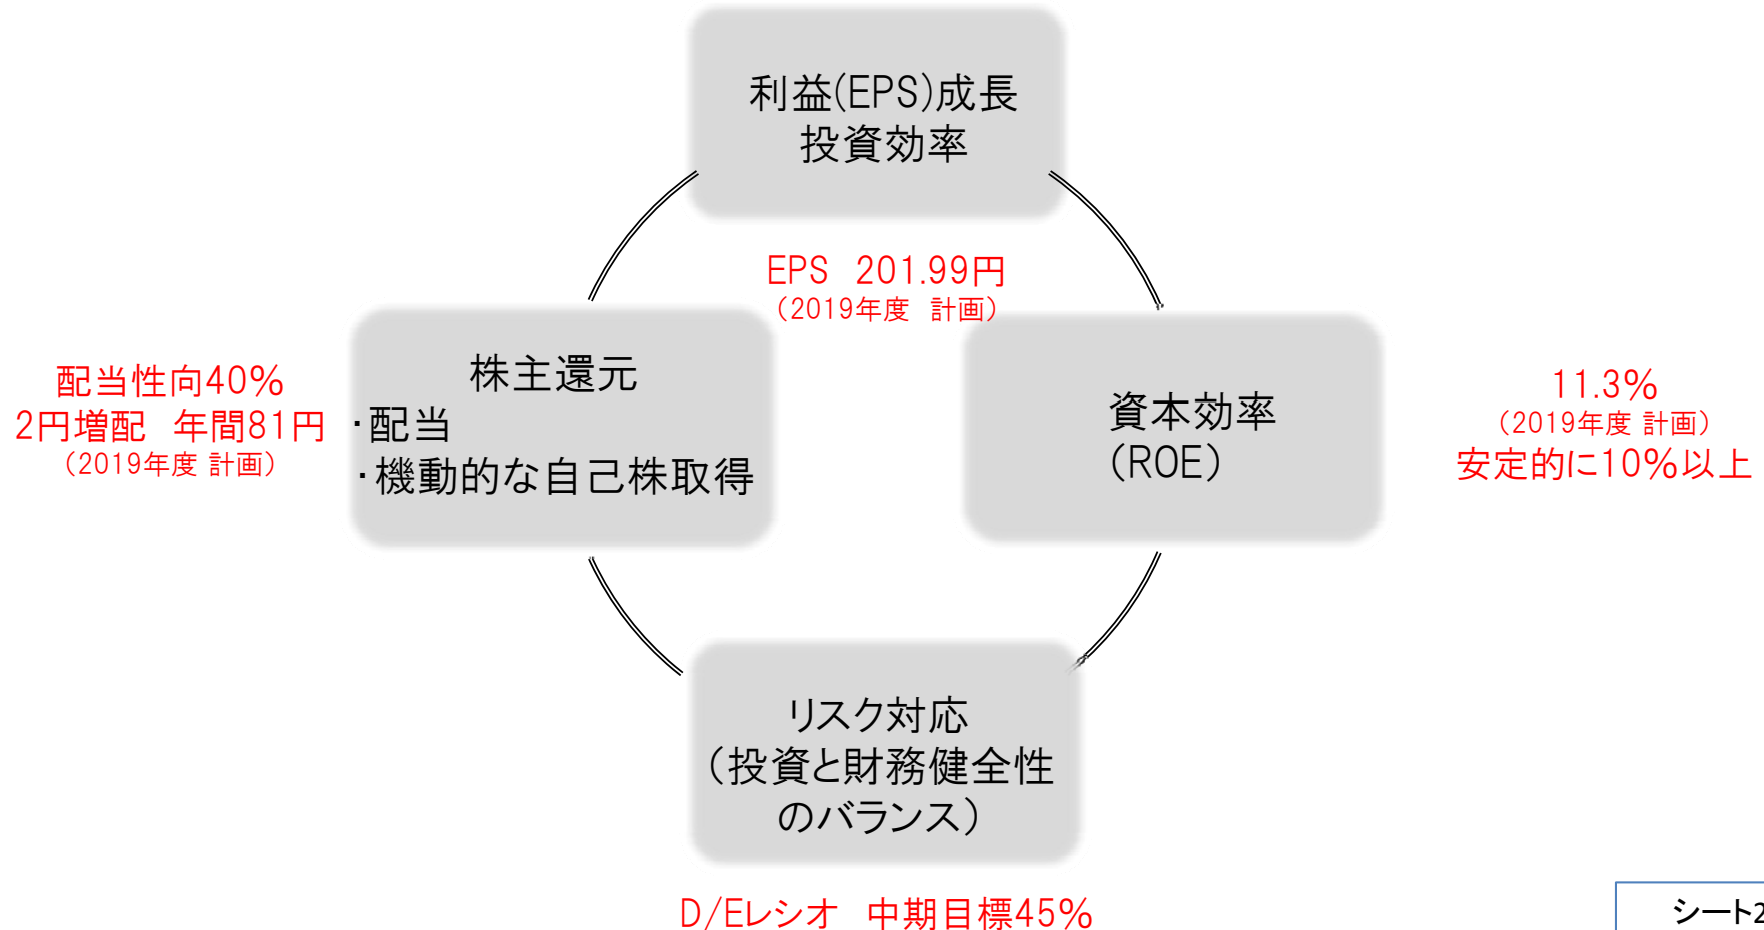 利益(EPS)成長
投資効率
EPS　201.99円
（2019年度　計画）
配当性向40%
2円増配　年間81円
（2019年度 計画）
株主還元
・配当
・機動的な自己株取得
資本効率
（ROE）
11.3%
（2019年度 計画）
安定的に10%以上
リスク対応
（投資と財務健全性
のバランス）
D/Eレシオ　中期目標45%
シート2